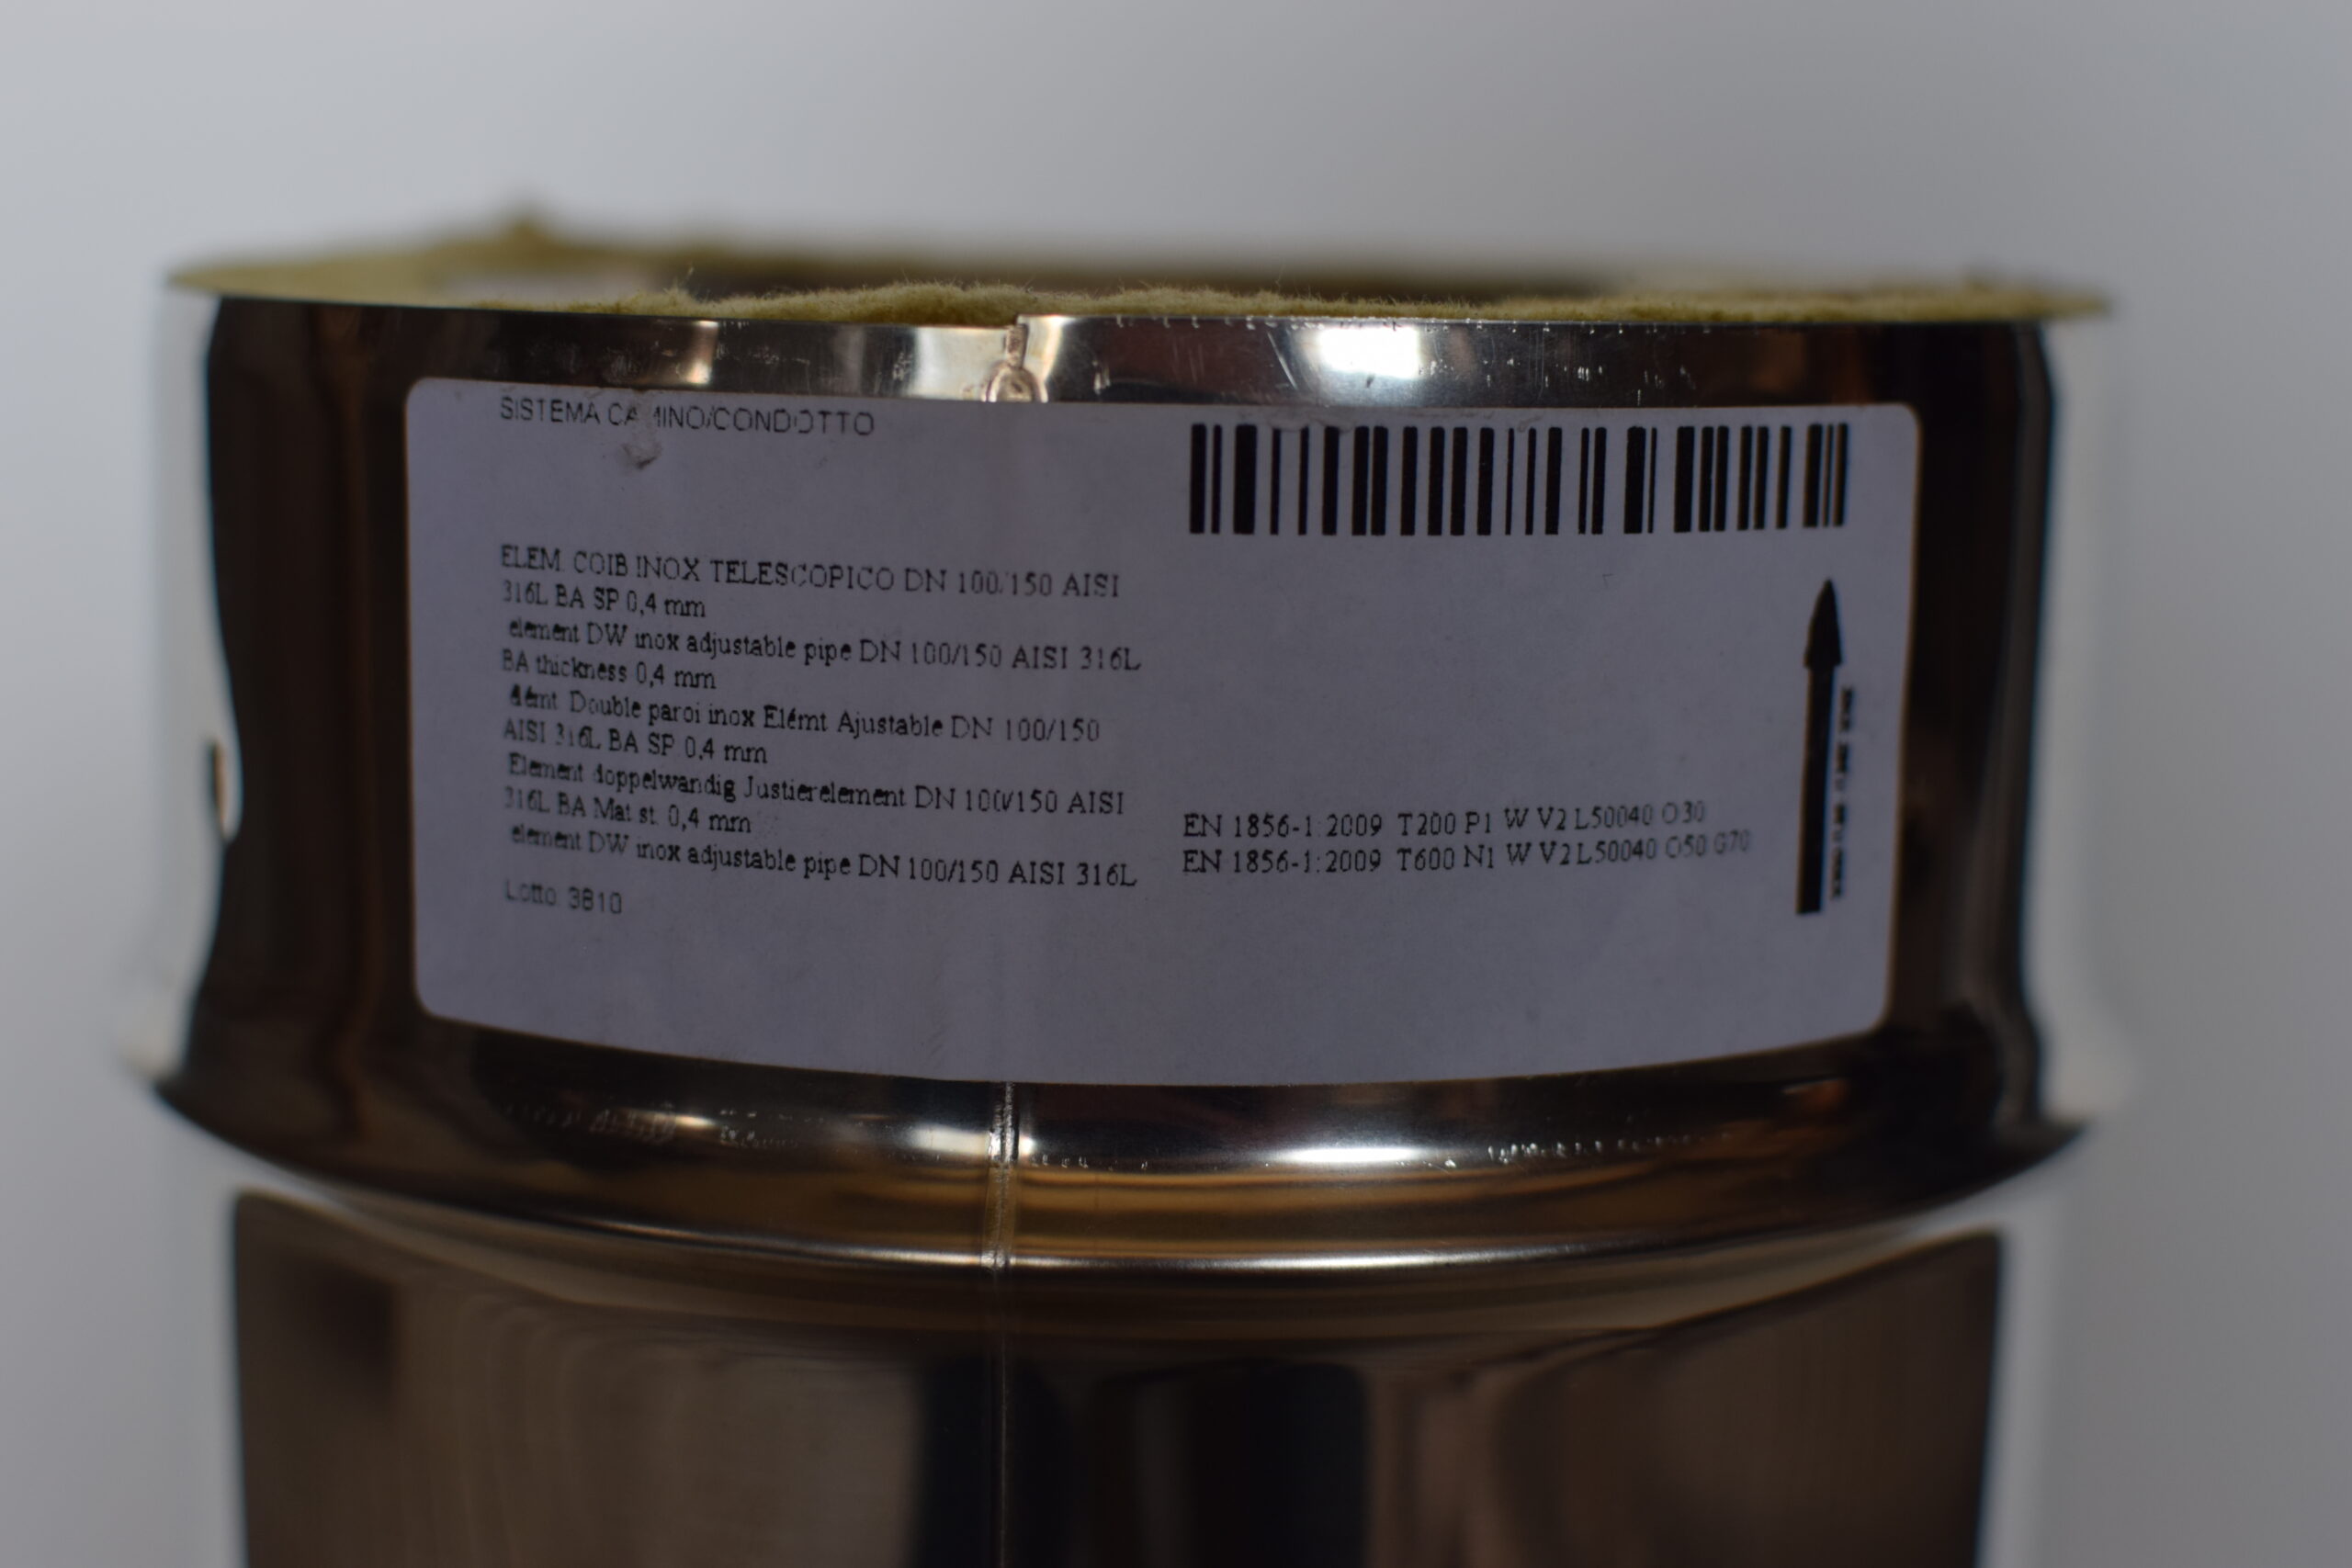 SISTEMA CAMINO/CONDOTTO
ELEM. COIB INOX TELESCOPICO DN 100/150 AISI
316L BA SP 0,4 mm
element DW inox adjustable pipe DN 100/150 AISI 316L
BA thickness 0,4 mm
élémt. Double paroi inox Elémt Ajustable DN 100/150
AISI 316L BA SP 0,4 mm
Element doppelwandig Justierelement DN 100/150 AISI
316L BA Mat st. 0,4 mm
element DW inox adjustable pipe DN 100/150 AISI 316L
Lotto: 3810
EN 1856-1:2009 T200 P1 W V2 L50040 O30
EN 1856-1:2009 T600 N1 W V2 L50040 O50 G70